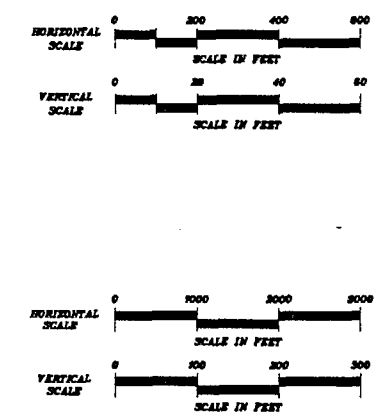 0 200 400 600
HORIZONTAL
SCALE
SCALE IN FEET
0 20 40 60
VERTICAL
SCALE
SCALE IN FEET
0 1000 2000 3000
HORIZONTAL
SCALE
SCALE IN FEET
0 100 200 300
VERTICAL
SCALE
SCALE IN FEET